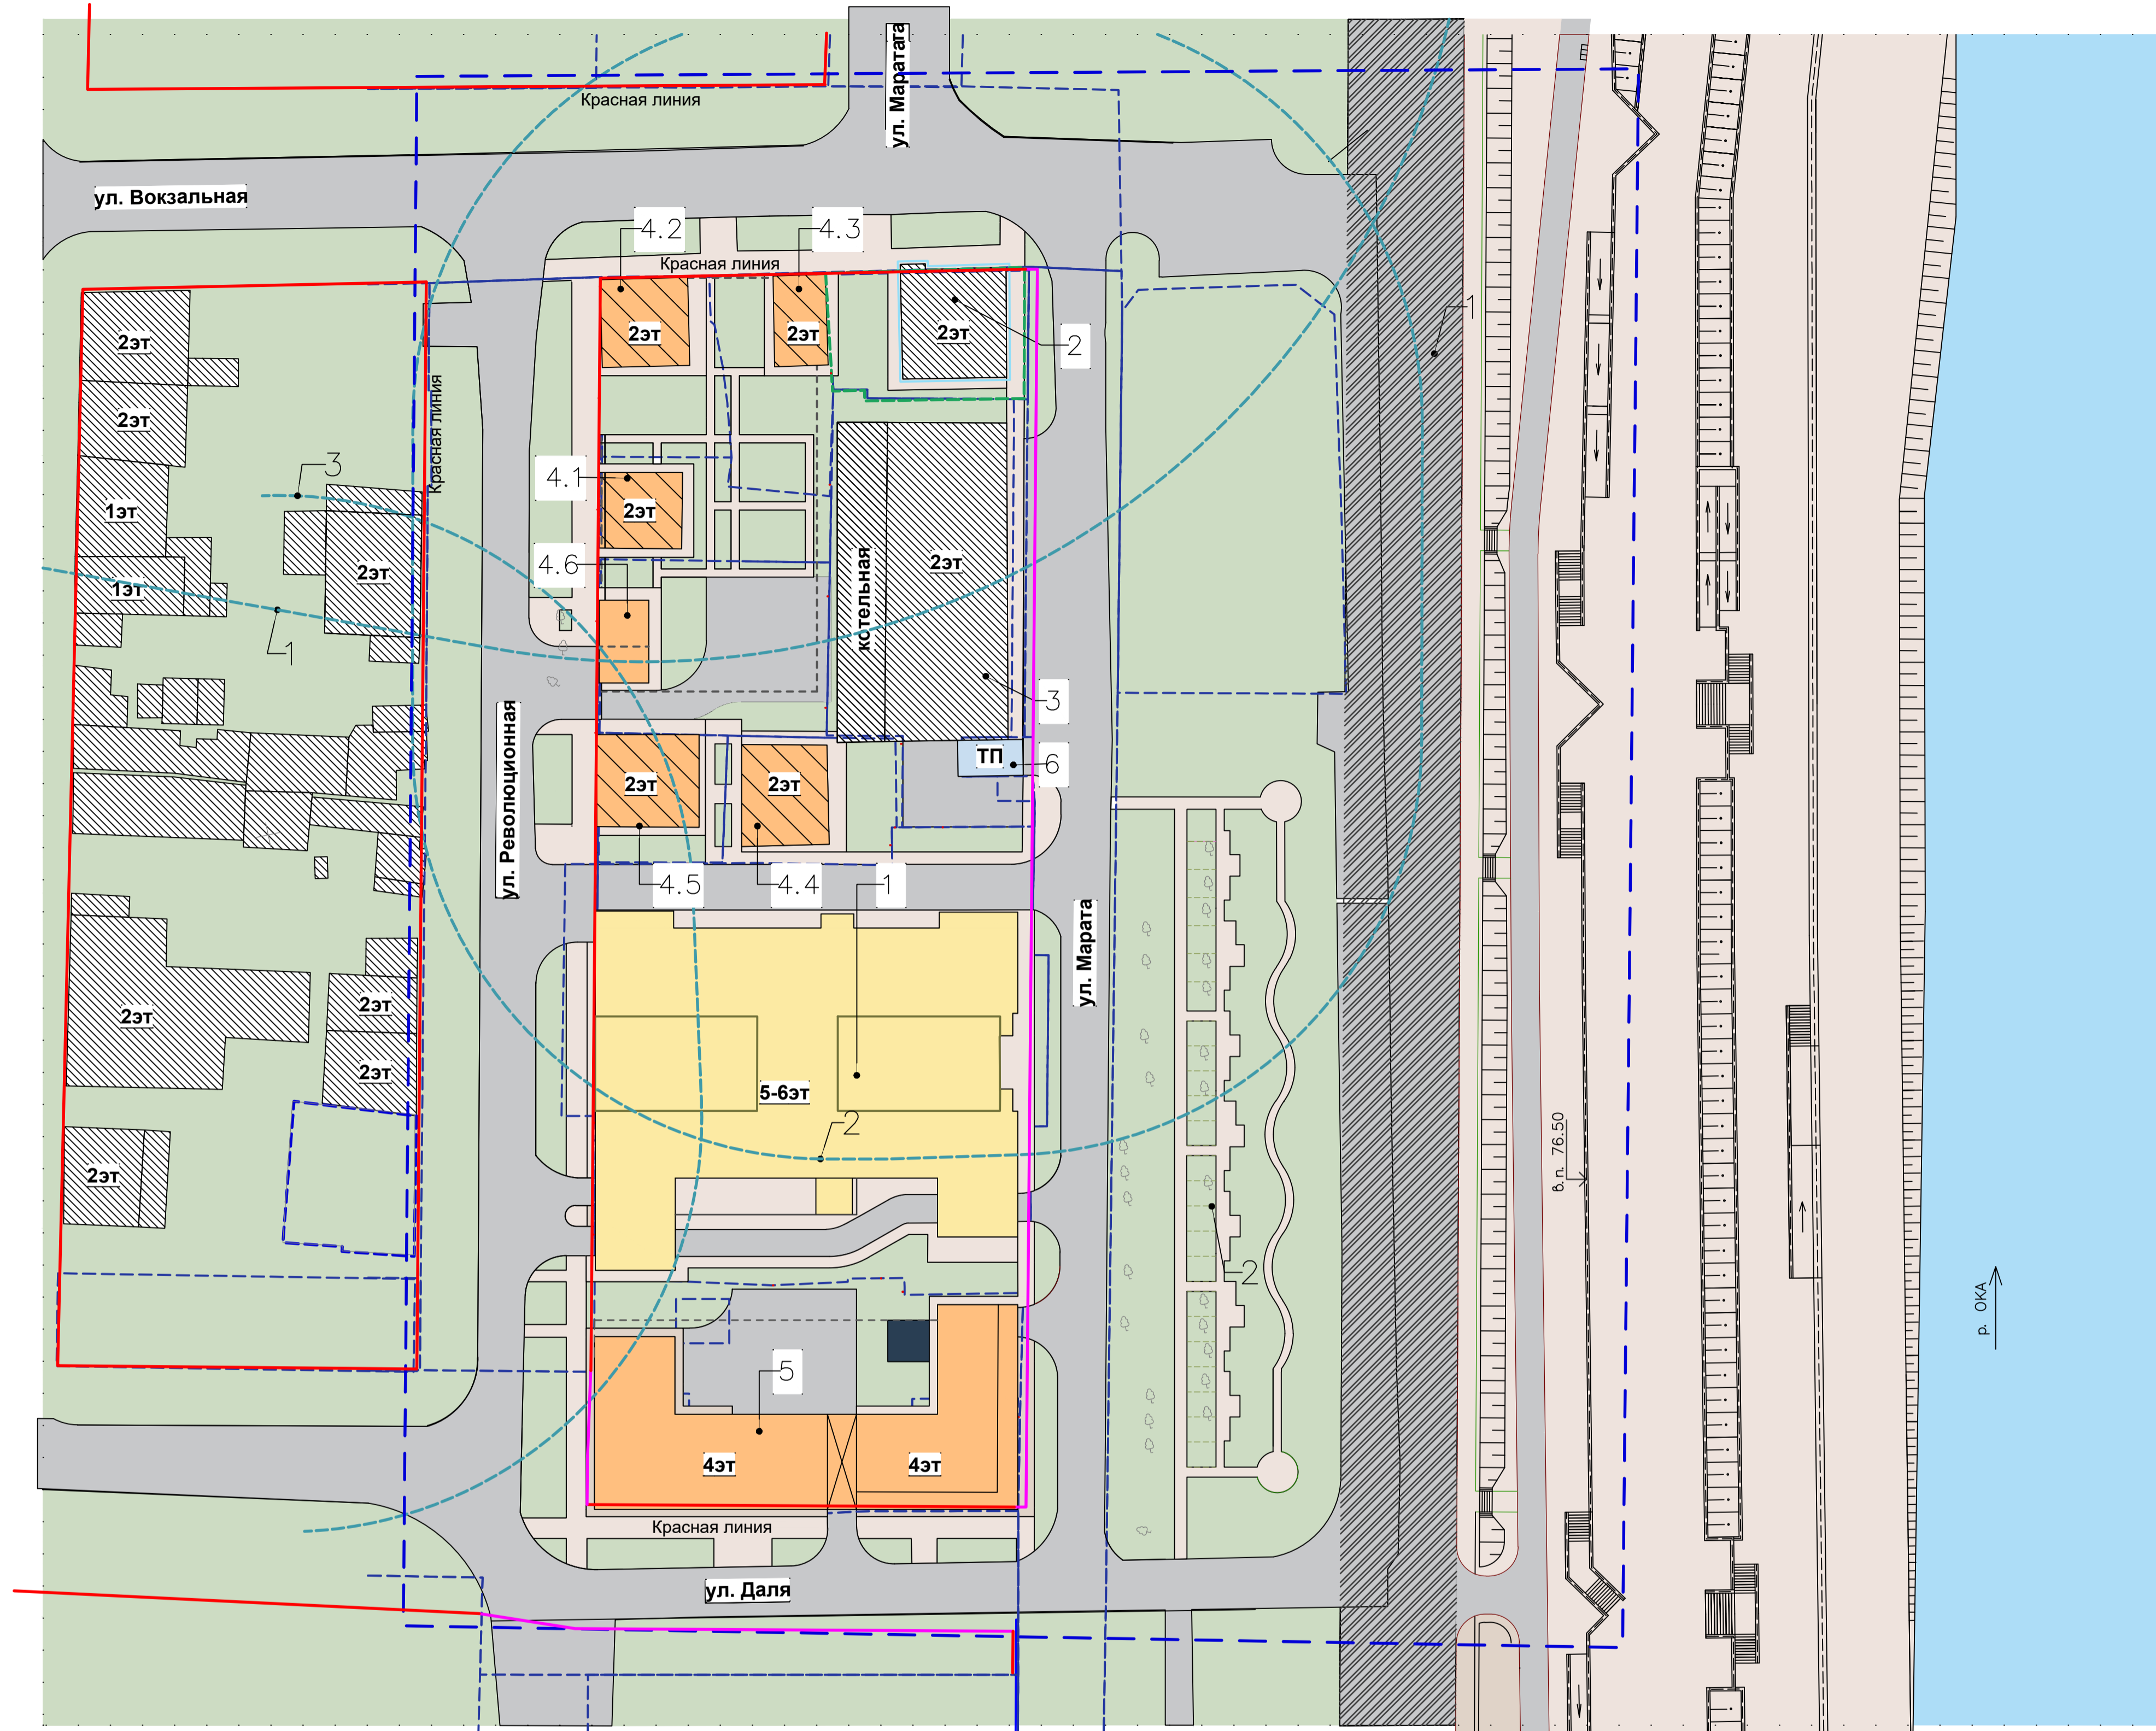 ул. Маратата
Красная линия
ул. Вокзальная
4.2
4.3
Красная линия
2эт
2эт
2эт
2эт
1
2
2эт
Красная линия
3
4.1
2эт
1эт
4.6
2эт
котельная
2эт
1эт
1
3
ул. Революционная
ТП
6
2эт
2эт
4.5
4.4
1
ул. Марата
2эт
2эт
2эт
5-6эт
2
в.п. 76.50
2эт
2
р. ОКА
5
4эт
4эт
Красная линия
ул. Даля